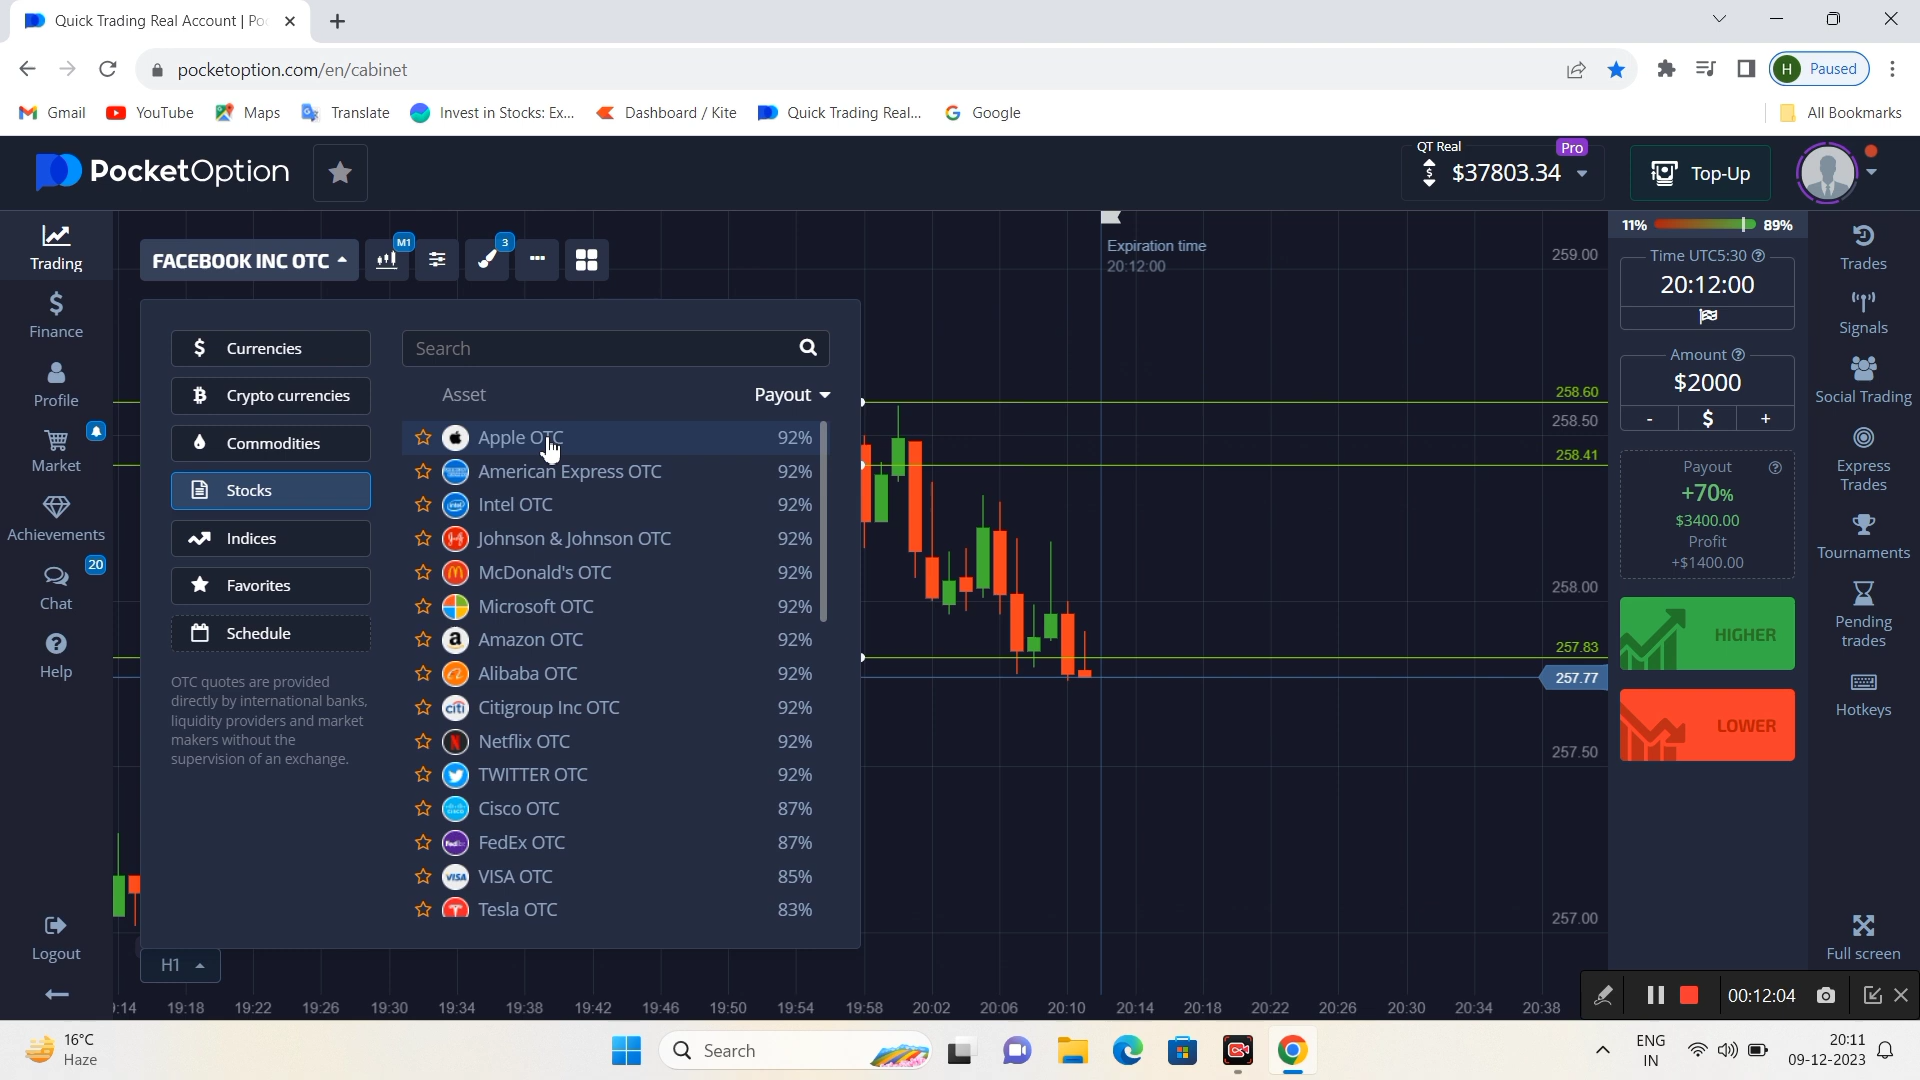 Quick Trading Real Account | Po
pocketoption.com/en/cabinet
H Paused
Gmail YouTube Maps Translate Invest in Stocks: Ex... Dashboard / Kite Quick Trading Real... Google All Bookmarks
PocketOption
QT Real Pro
$37803.34
Top-Up
Trading
Finance
Profile
Market
Achievements
20
Chat
Help
Logout
FACEBOOK INC OTC
M1
3
Currencies
Crypto currencies
Commodities
Stocks
Indices
Favorites
Schedule
OTC quotes are provided
directly by international banks,
liquidity providers and market
makers without the
supervision of an exchange.
Search
Asset Payout
Apple OTC 92%
American Express OTC 92%
Intel OTC 92%
Johnson & Johnson OTC 92%
McDonald's OTC 92%
Microsoft OTC 92%
Amazon OTC 92%
Alibaba OTC 92%
Citigroup Inc OTC 92%
Netflix OTC 92%
TWITTER OTC 92%
Cisco OTC 87%
FedEx OTC 87%
VISA OTC 85%
Tesla OTC 83%
H1
Expiration time
20:12:00
259.00
258.60
258.50
258.41
258.00
257.83
257.77
257.50
257.00
:14 19:18 19:22 19:26 19:30 19:34 19:38 19:42 19:46 19:50 19:54 19:58 20:02 20:06 20:10 20:14 20:18 20:22 20:26 20:30 20:34 20:38
11% 89%
Time UTC5:30
20:12:00
Amount
$2000
- $ +
Payout
+70%
$3400.00
Profit
+$1400.00
HIGHER
LOWER
Trades
Signals
Social Trading
Express
Trades
Tournaments
Pending
trades
Hotkeys
Full screen
00:12:04
16°C
Haze
Search
ENG
IN
20:11
09-12-2023